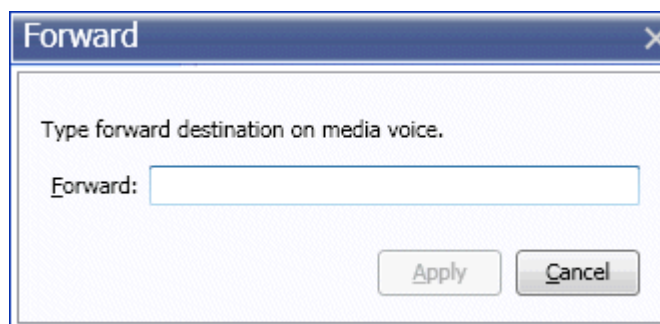 Forward
Type forward destination on media voice.
Forward:
Apply Cancel